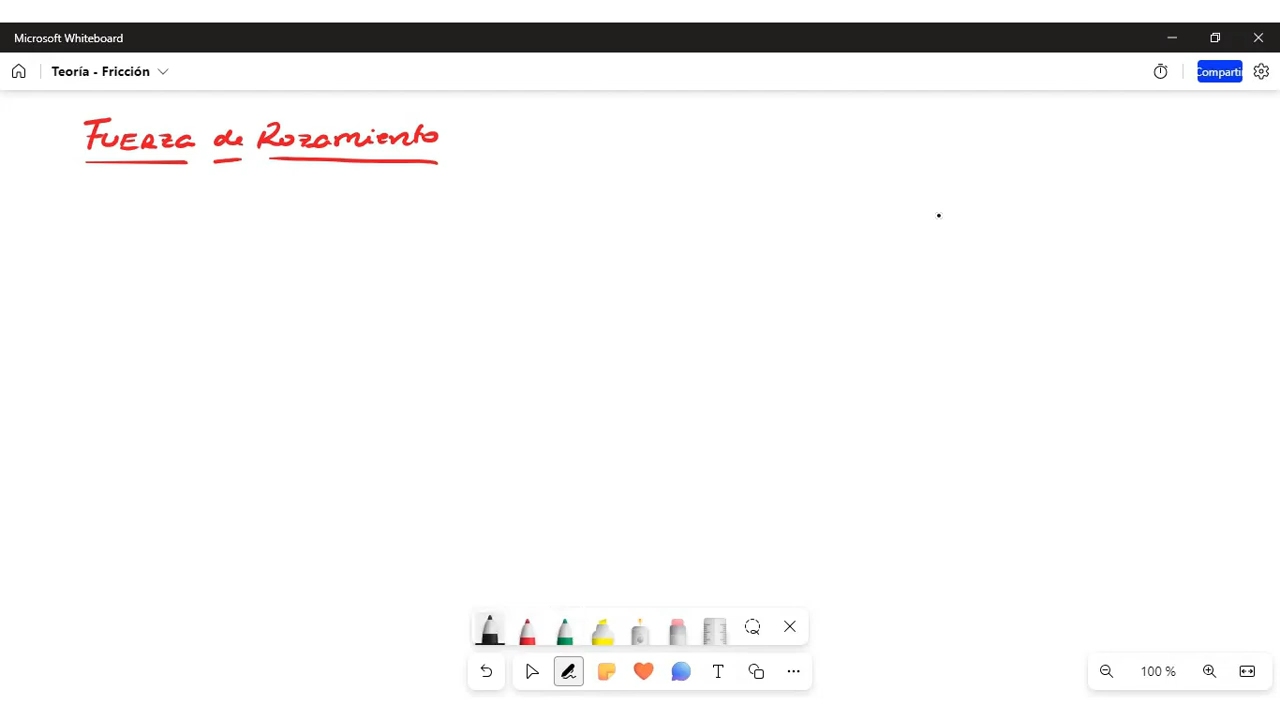 Microsoft Whiteboard
Teoría - Fricción
Comparti
FUERZa de Rozamiento
T
100 %